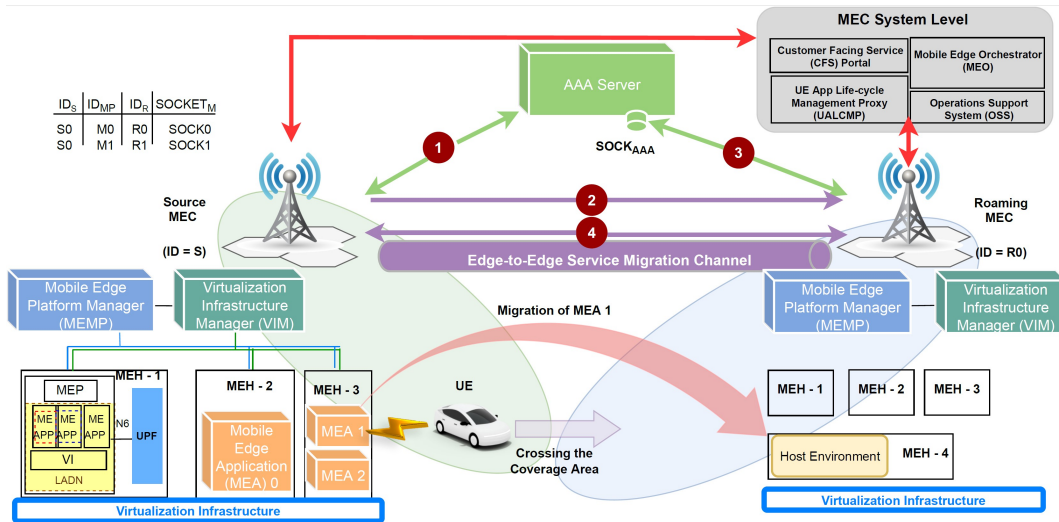 MEC System Level
Customer Facing Service
(CFS) Portal
Mobile Edge Orchestrator
(MEO)
UE App Life-cycle
Management Proxy
(UALCMP)
Operations Support
System (OSS)
AAA Server
SOCKAAA
IDS IDMP IDR SOCKETM
S0 M0 R0 SOCK0
S0 M1 R1 SOCK1
1
3
2
4
Source
MEC
(ID = S)
Roaming
MEC
(ID = R0)
Edge-to-Edge Service Migration Channel
Mobile Edge
Platform Manager
(MEMP)
Virtualization
Infrastructure
Manager (VIM)
Mobile Edge
Platform Manager
(MEMP)
Virtualization
Infrastructure
Manager (VIM)
Migration of MEA 1
MEH - 1
MEP
ME
APP
ME
APP
ME
APP
N6
UPF
VI
LADN
MEH - 2
Mobile
Edge
Application
(MEA) 0
MEH - 3
MEA 1
MEA 2
UE
Crossing the
Coverage Area
MEH - 1
MEH - 2
MEH - 3
Host Environment
MEH - 4
Virtualization Infrastructure
Virtualization Infrastructure